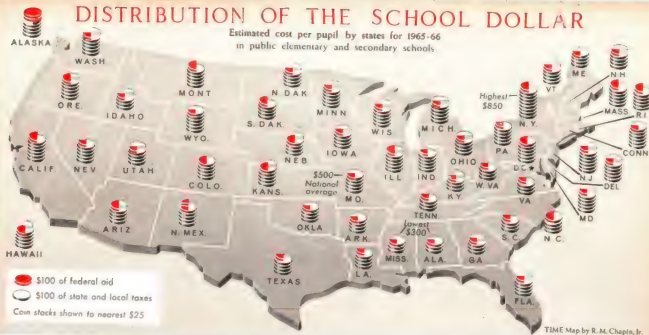 DISTRIBUTION OF THE SCHOOL DOLLAR
Estimated cost per pupil by states for 1965-66
in public elementary and secondary schools
ALASKA
WASH
ORE.
IDAHO
MONT
N. DAK
MINN
S. DAK.
WYO.
WIS
MICH
Highest
$850
N.Y.
VT
ME
N H
MASS
RI
CONN
N J
DEL
MD
PA
DC★
CALIF.
NEV
UTAH
COLO.
NEB
IOWA
KANS.
$500
National
average
MO.
ILL
IND
OHIO
KY.
W.VA
VA
ARIZ
N. MEX.
OKLA
ARK.
TENN
Lowest
$300
MISS.
ALA.
GA
S C
N C.
HAWAII
TEXAS
LA.
FLA
$100 of federal aid
$100 of state and local taxes
Coin stacks shown to nearest $25
TIME Map by R. M. Chapin, Jr.